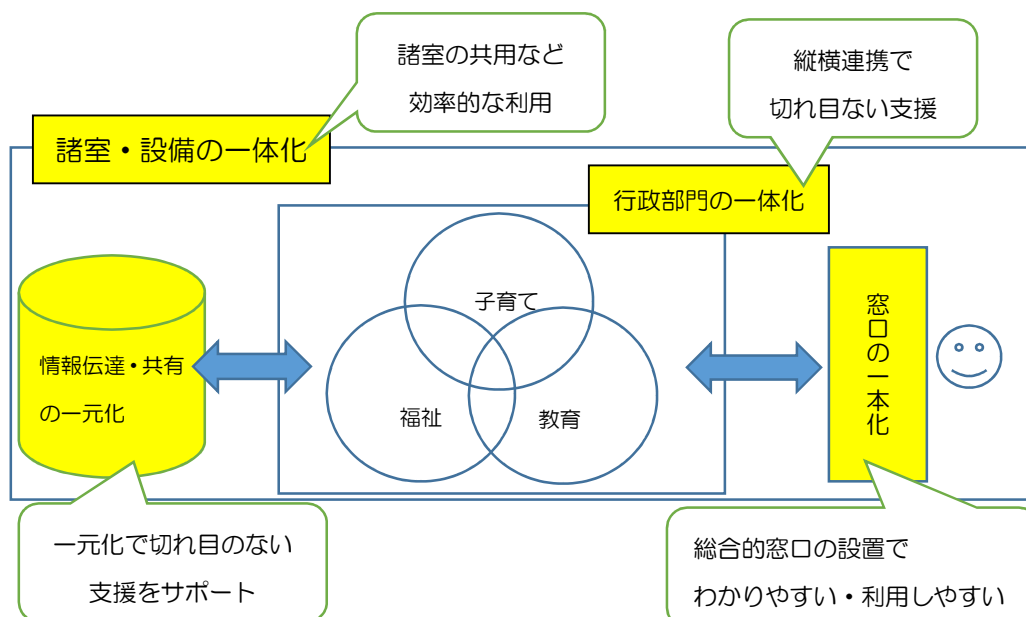 諸室の共用など
効率的な利用
縦横連携で
切れ目ない支援
諸室・設備の一体化
行政部門の一体化
子育て
福祉
教育
情報伝達・共有
の一元化
窓口の一本化
一元化で切れ目のない
支援をサポート
総合的窓口の設置で
わかりやすい・利用しやすい